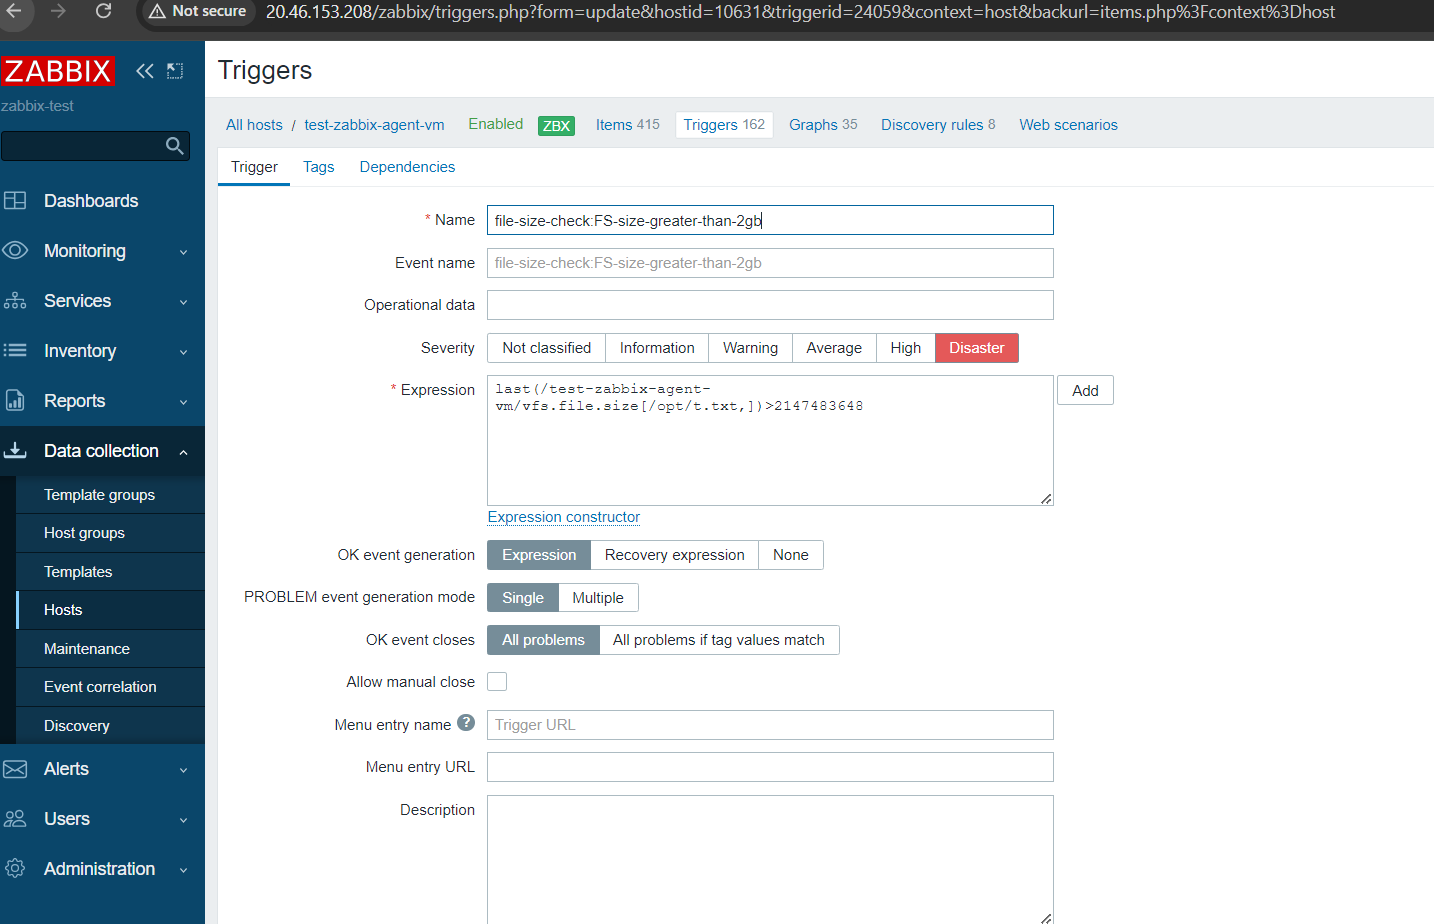 Not secure 20.46.153.208/zabbix/triggers.php?form=update&hostid=10631&triggerid=24059&context=host&backurl=items.php%3Fcontext%3Dhost
ZABBIX
zabbix-test
Dashboards
Monitoring
Services
Inventory
Reports
Data collection
Template groups
Host groups
Templates
Hosts
Maintenance
Event correlation
Discovery
Alerts
Users
Administration
Triggers
All hosts / test-zabbix-agent-vm Enabled ZBX Items 415 Triggers 162 Graphs 35 Discovery rules 8 Web scenarios
Trigger Tags Dependencies
* Name file-size-check:FS-size-greater-than-2gb
Event name file-size-check:FS-size-greater-than-2gb
Operational data
Severity Not classified Information Warning Average High Disaster
* Expression last(/test-zabbix-agent- Add
vm/vfs.file.size[/opt/t.txt,])>2147483648
Expression constructor
OK event generation Expression Recovery expression None
PROBLEM event generation mode Single Multiple
OK event closes All problems All problems if tag values match
Allow manual close
Menu entry name ? Trigger URL
Menu entry URL
Description